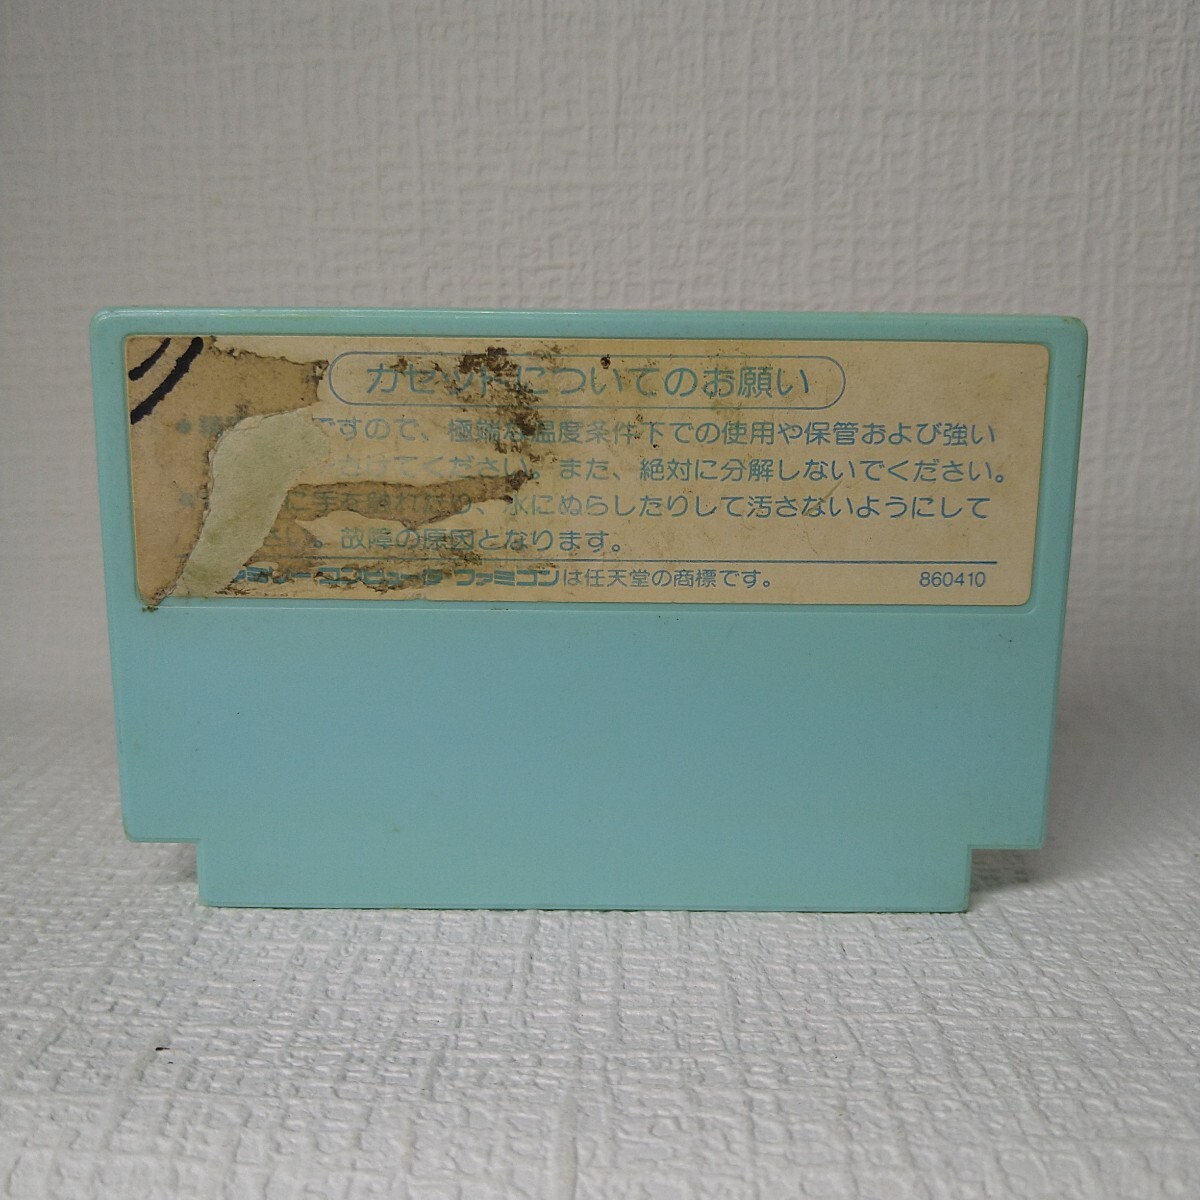 カセットについてのお願い
ですので、極端な温度条件下での使用や保管および強い
さけてください。また、絶対に分解しないでください。
に手を触れたり、水にぬらしたりして汚さないようにして
さい。故障の原因となります。
ファミリーコンピュータ・ファミコンは任天堂の商標です。 860410